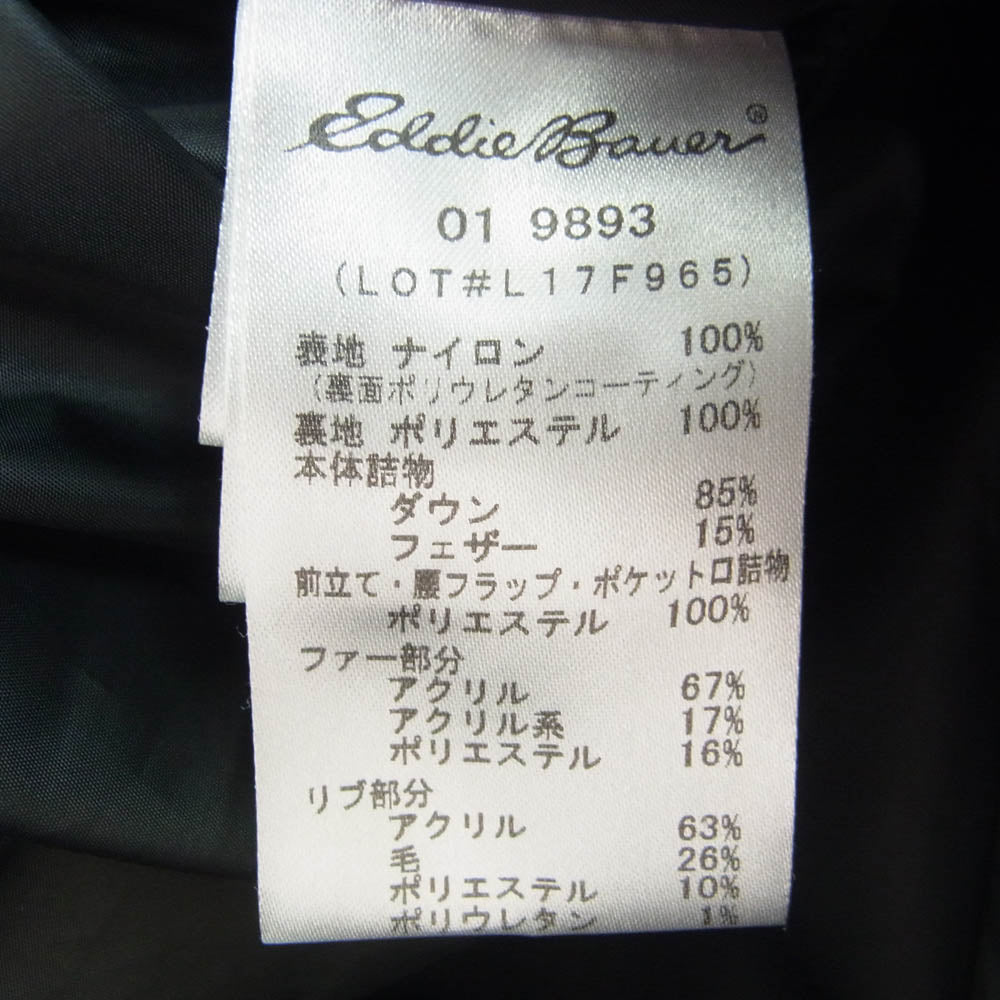 Eddie Bauer®
01 9893
(LOT#L17F965)
表地 ナイロン 100%
(裏面ポリウレタンコーティング)
裏地 ポリエステル 100%
本体詰物
ダウン 85%
フェザー 15%
前立て・腰フラップ・ポケット口詰物
ポリエステル 100%
ファー部分
アクリル 67%
アクリル系 17%
ポリエステル 16%
リブ部分
アクリル 63%
毛 26%
ポリエステル 10%
ポリウレタン 1%